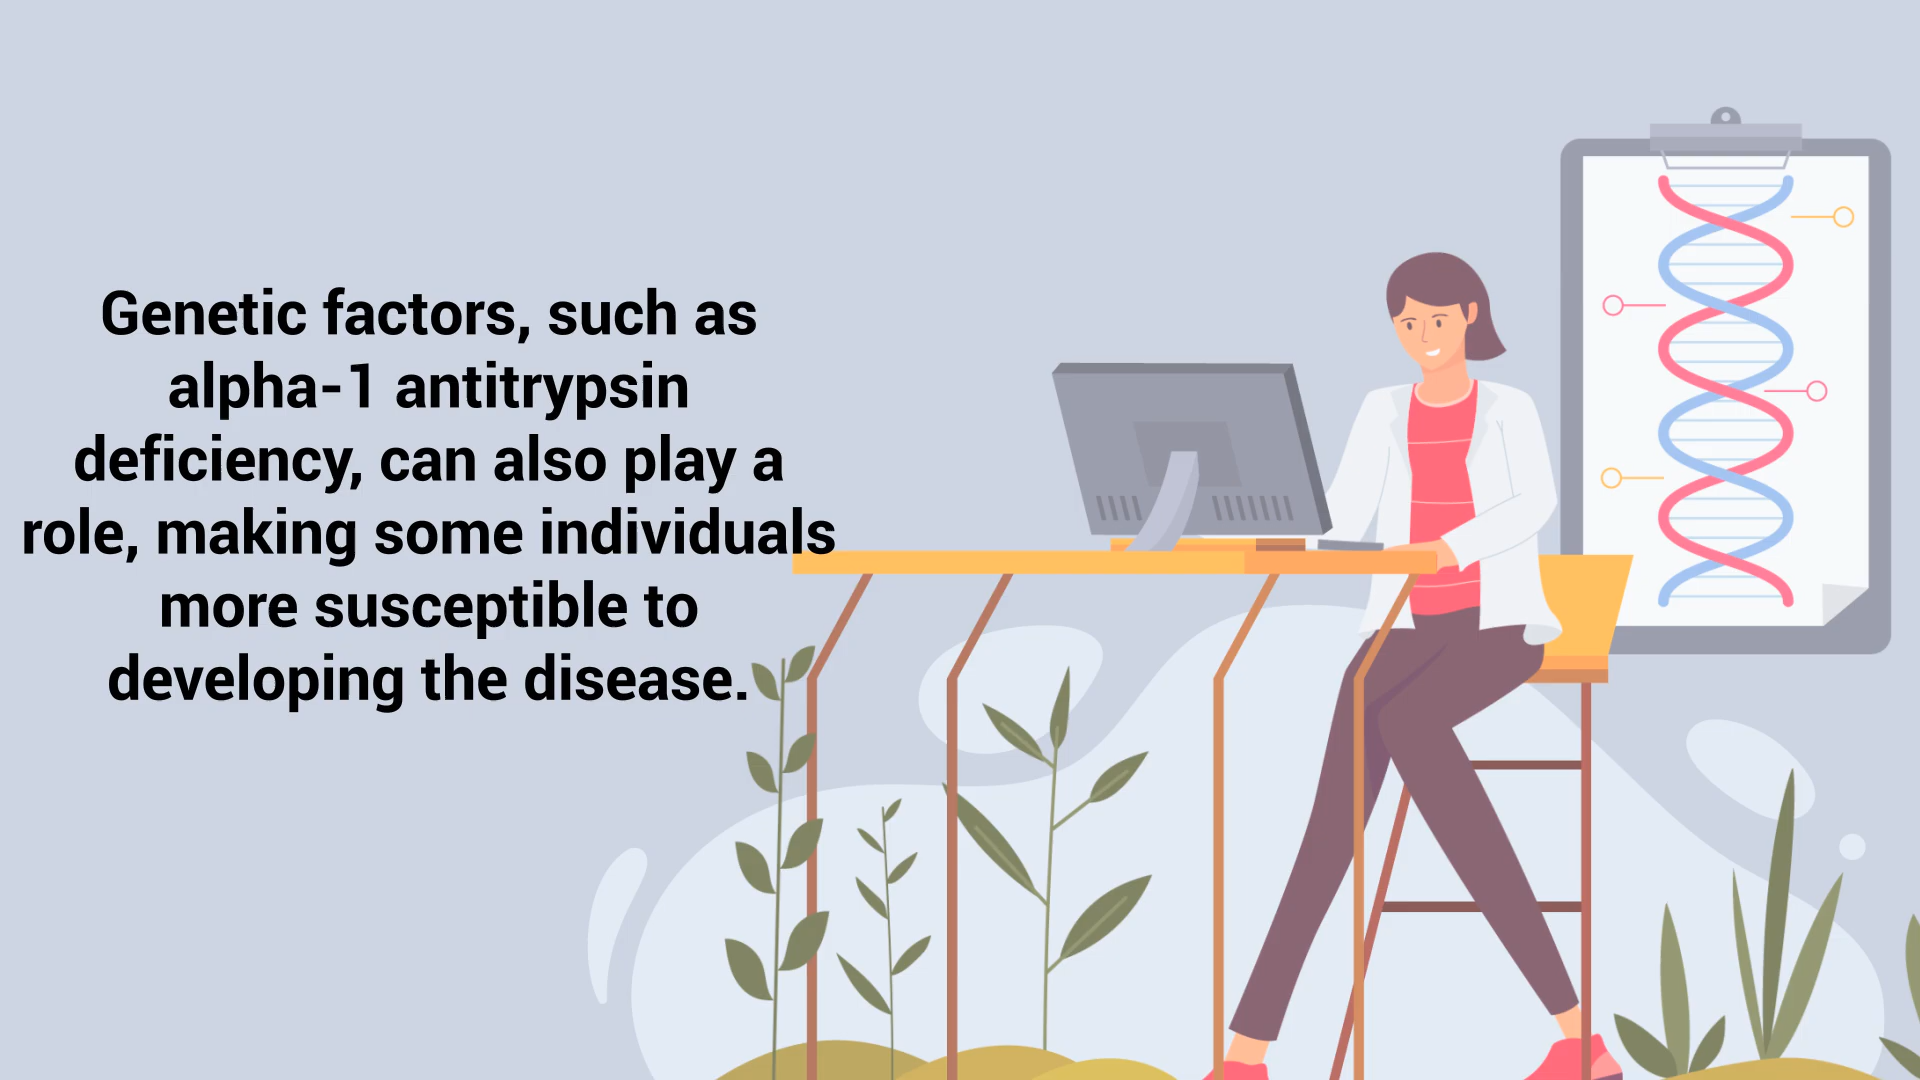 Genetic factors, such as
alpha-1 antitrypsin
deficiency, can also play a
role, making some individuals
more susceptible to
developing the disease.